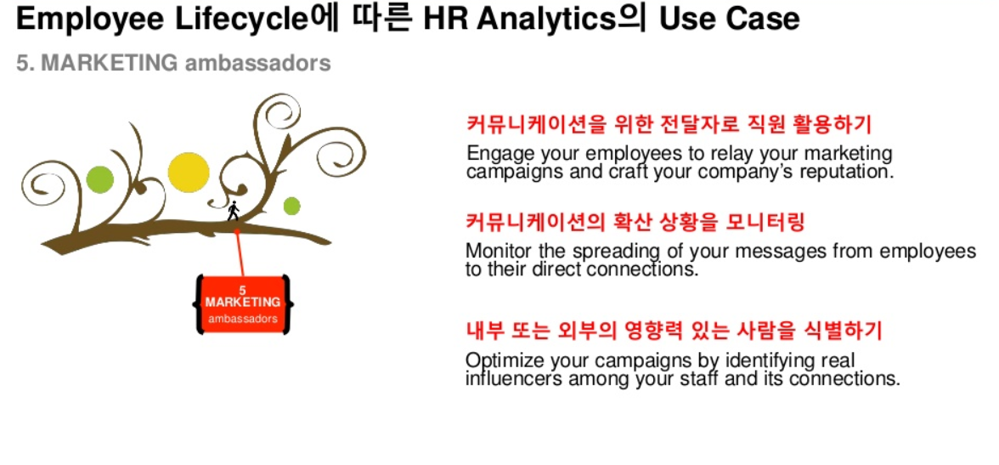 Employee Lifecycle에 따른 HR Analytics의 Use Case
5. MARKETING ambassadors
커뮤니케이션을 위한 전달자로 직원 활용하기
Engage your employees to relay your marketing
campaigns and craft your company's reputation.
커뮤니케이션의 확산 상황을 모니터링
Monitor the spreading of your messages from employees
to their direct connections.
내부 또는 외부의 영향력 있는 사람을 식별하기
Optimize your campaigns by identifying real
influencers among your staff and its connections.
5
MARKETING
ambassadors